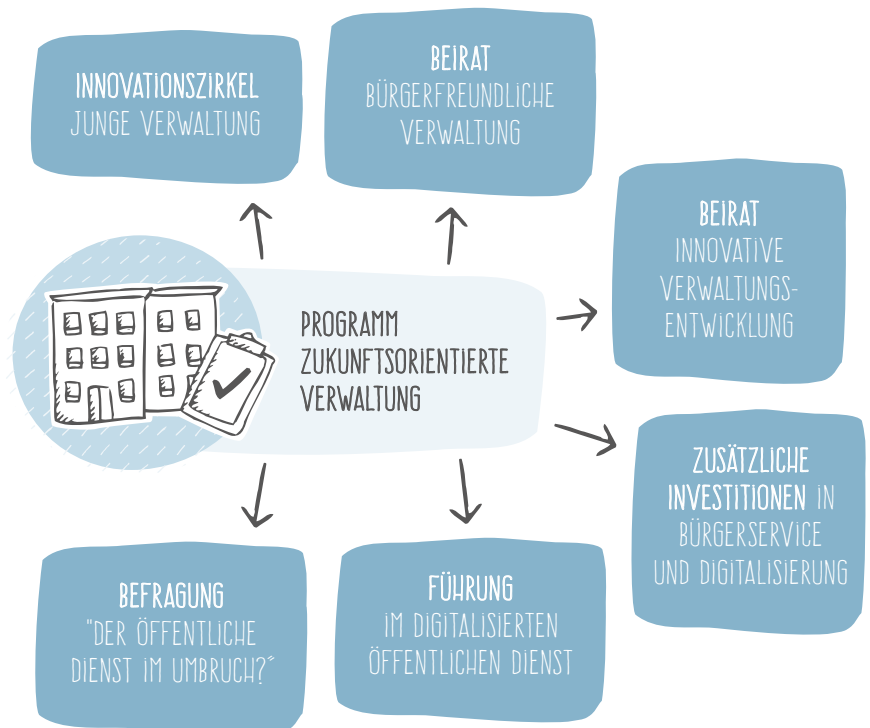 INNOVATIONSZIRKEL
JUNGE VERWALTUNG
BEIRAT
BÜRGERFREUNDLICHE
VERWALTUNG
BEIRAT
INNOVATIVE
VERWALTUNGS-
ENTWICKLUNG
PROGRAMM
ZUKUNFTSORIENTIERTE
VERWALTUNG
ZUSÄTZLICHE
INVESTITIONEN IN
BÜRGERSERVICE
UND DIGITALISIERUNG
BEFRAGUNG
"DER ÖFFENTLICHE
DIENST IM UMBRUCH?"
FÜHRUNG
IM DIGITALISIERTEN
ÖFFENTLICHEN DIENST